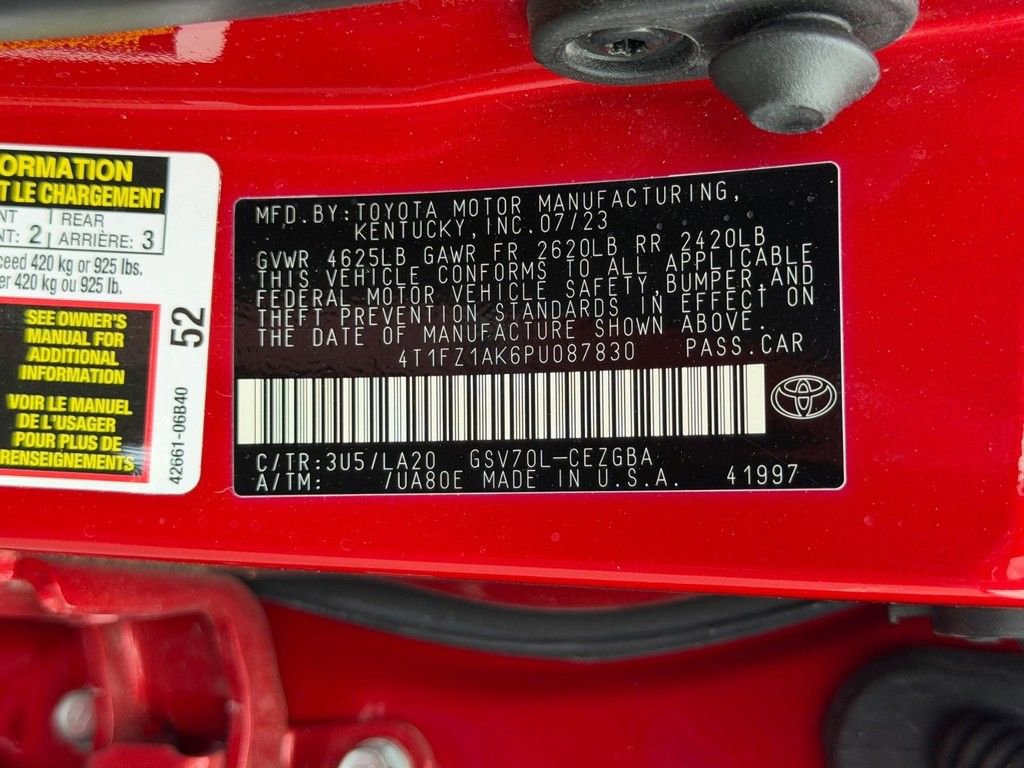 ORMATION
T LE CHARGEMENT
NT REAR
NT: 2 ARRIÈRE: 3
ceed 420 kg or 925 lbs.
er 420 kg ou 925 lb.
SEE OWNER'S
MANUAL FOR
ADDITIONAL
INFORMATION
VOIR LE MANUEL
DE L'USAGER
POUR PLUS DE
RENSEIGNEMENTS
52
42661-06B40
MFD.BY:TOYOTA MOTOR MANUFACTURING,
KENTUCKY, INC. 07/23
GVWR 4625LB GAWR FR 2620LB RR 2420LB
THIS VEHICLE CONFORMS TO ALL APPLICABLE
FEDERAL MOTOR VEHICLE SAFETY,BUMPER,AND
THEFT PREVENTION STANDARDS IN EFFECT ON
THE DATE OF MANUFACTURE SHOWN ABOVE.
4T1FZ1AK6PU087830 PASS.CAR
C/TR:3U5/LA20 GSV70L-CEZGBA
A/TM: /UA80E MADE IN U.S.A. 41997